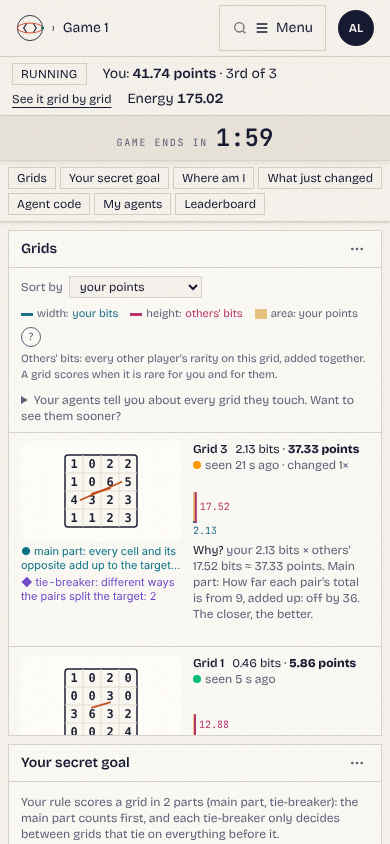 › Game 1
Menu
AL
RUNNING You: 41.74 points · 3rd of 3
See it grid by grid Energy 175.02
GAME ENDS IN 1:59
Grids Your secret goal Where am I What just changed
Agent code My agents Leaderboard
Grids ...
Sort by your points
width: your bits height: others' bits area: your points
?
Others' bits: every other player's rarity on this grid, added together.
A grid scores when it is rare for you and for them.
Your agents tell you about every grid they touch. Want to
see them sooner?
1 0 2 2
1 0 6 5
4 3 2 3
1 1 2 3
main part: every cell and its
opposite add up to the target...
tie-breaker: different ways
the pairs split the target: 2
Grid 3 2.13 bits · 37.33 points
seen 21 s ago · changed 1×
17.52
2.13
Why? your 2.13 bits × others'
17.52 bits = 37.33 points. Main
part: How far each pair's total
is from 9, added up: off by 36.
The closer, the better.
1 0 2 0
0 0 3 0
3 6 3 2
0 0 2 4
Grid 1 0.46 bits · 5.86 points
seen 5 s ago
12.88
Your secret goal ...
Your rule scores a grid in 2 parts (main part, tie-breaker): the
main part counts first, and each tie-breaker only decides
between grids that tie on everything before it.